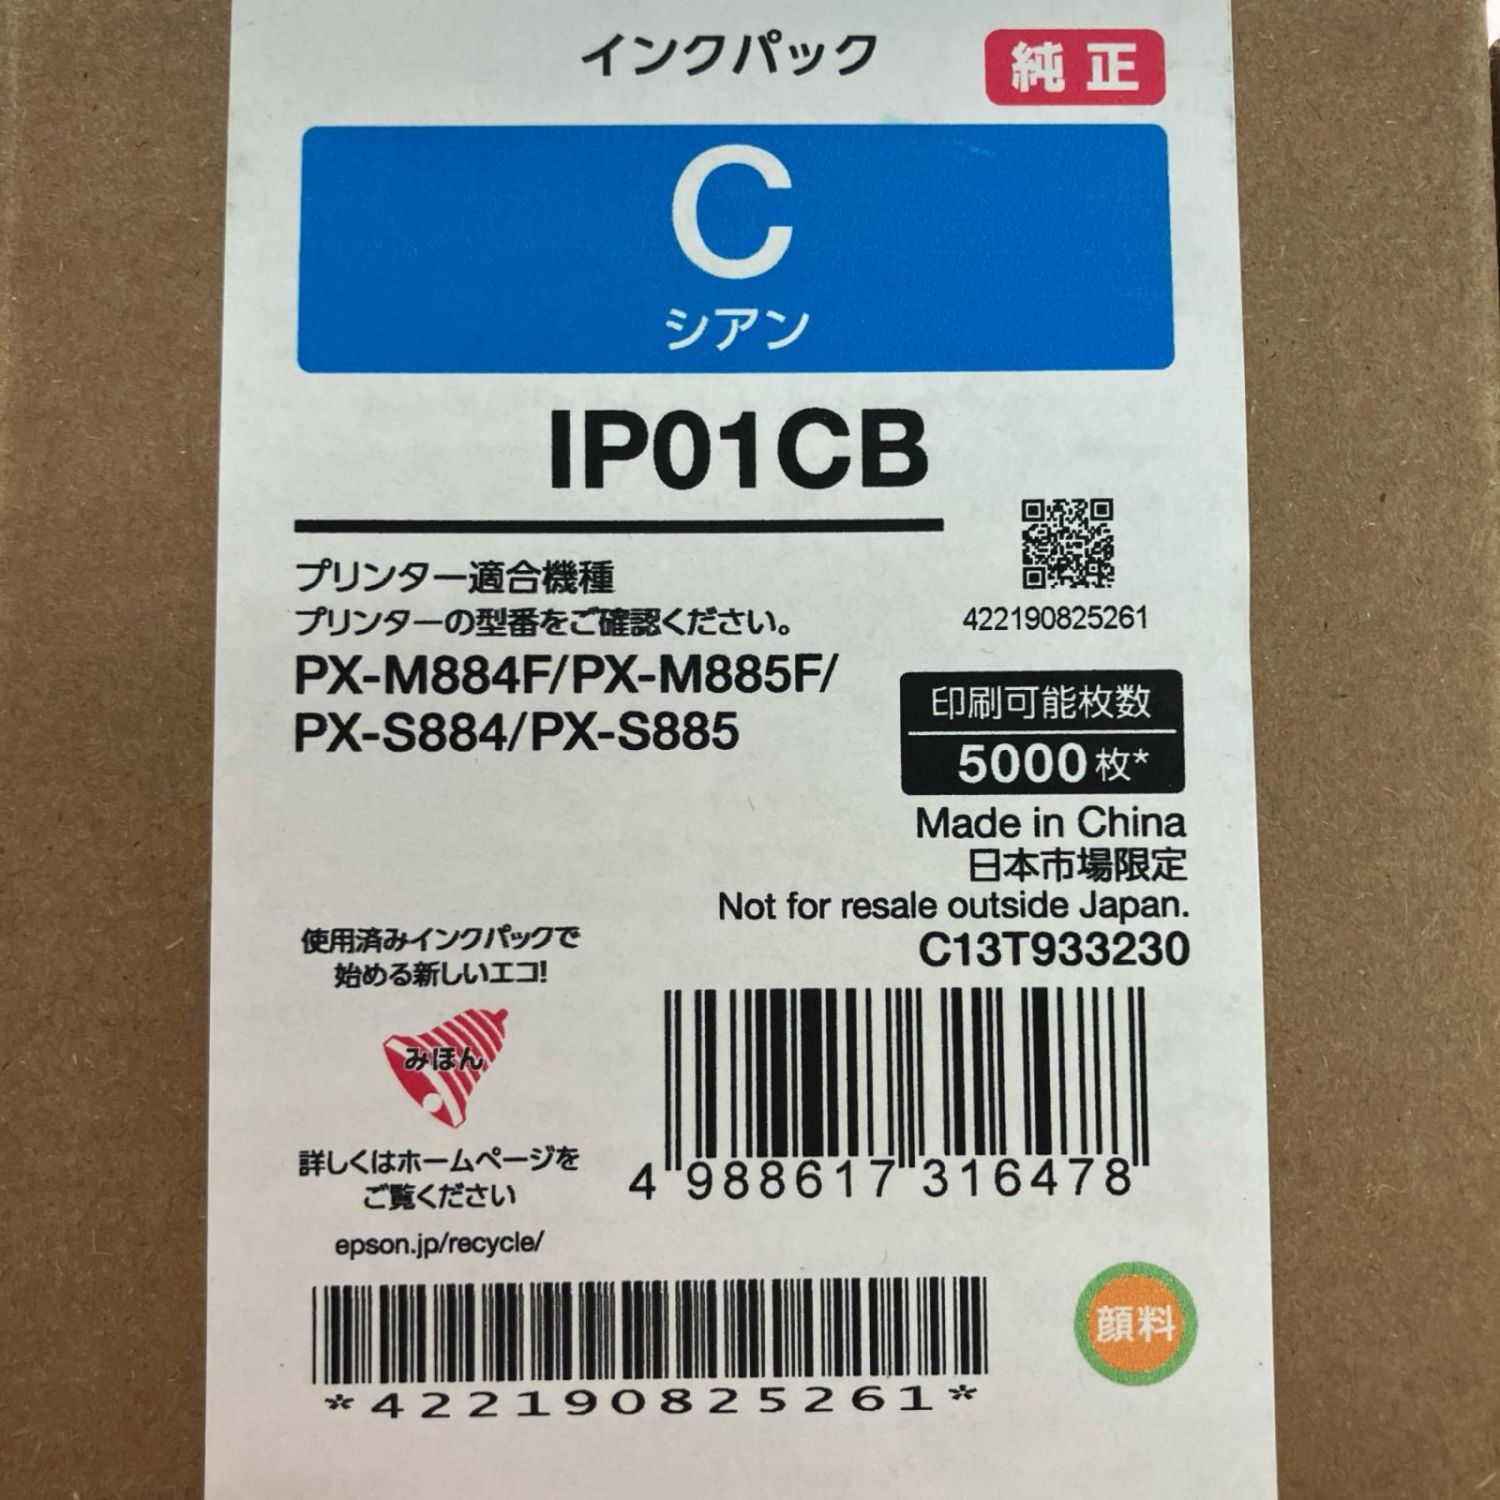 インクパック
純正
C
シアン
IP01CB
プリンター適合機種
プリンターの型番をご確認ください。
PX-M884F/PX-M885F/
PX-S884/PX-S885
422190825261
印刷可能枚数
5000枚*
Made in China
日本市場限定
Not for resale outside Japan.
C13T933230
使用済みインクパックで
始める新しいエコ!
みほん
詳しくはホームページを
ご覧ください
epson.jp/recycle/
4 988617 316478
*422190825261*
顔料